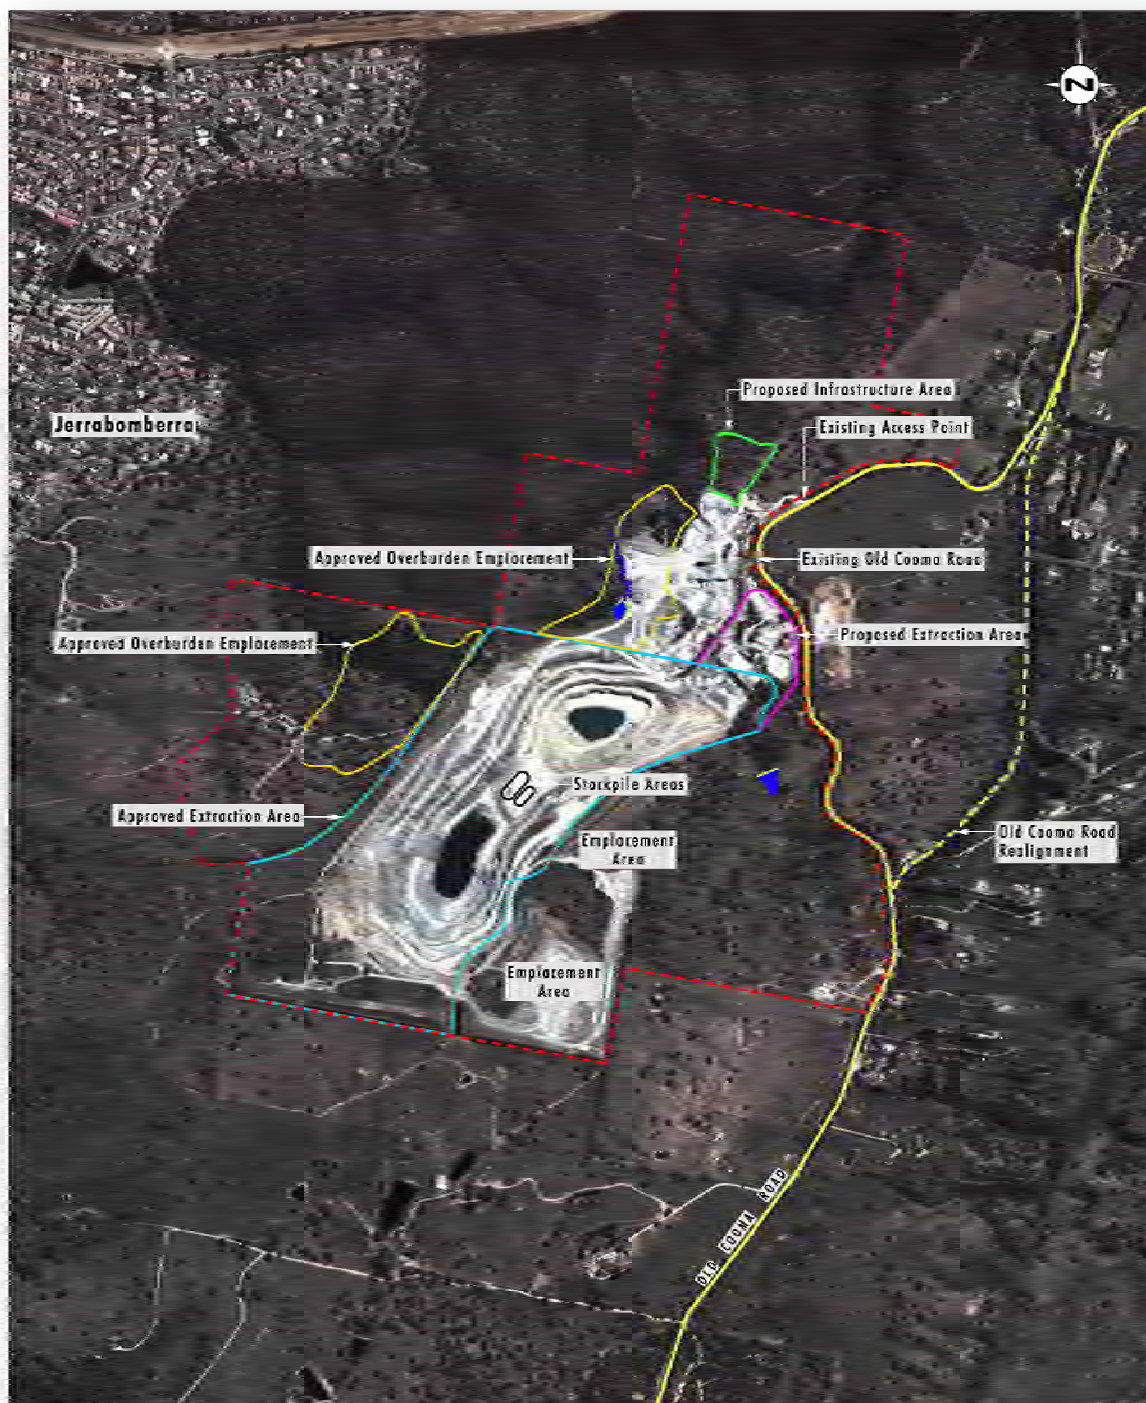 N
Proposed Infrastructure Area
Existing Access Point
Jerrabomberra
Approved Overburden Emplacement
Existing Old Cooma Road
Approved Overburden Emplacement
Proposed Extraction Area
Stockpile Areas
Approved Extraction Area
Emplacement
Area
Old Cooma Road
Realignment
Emplacement
Area
OLD COOMA ROAD